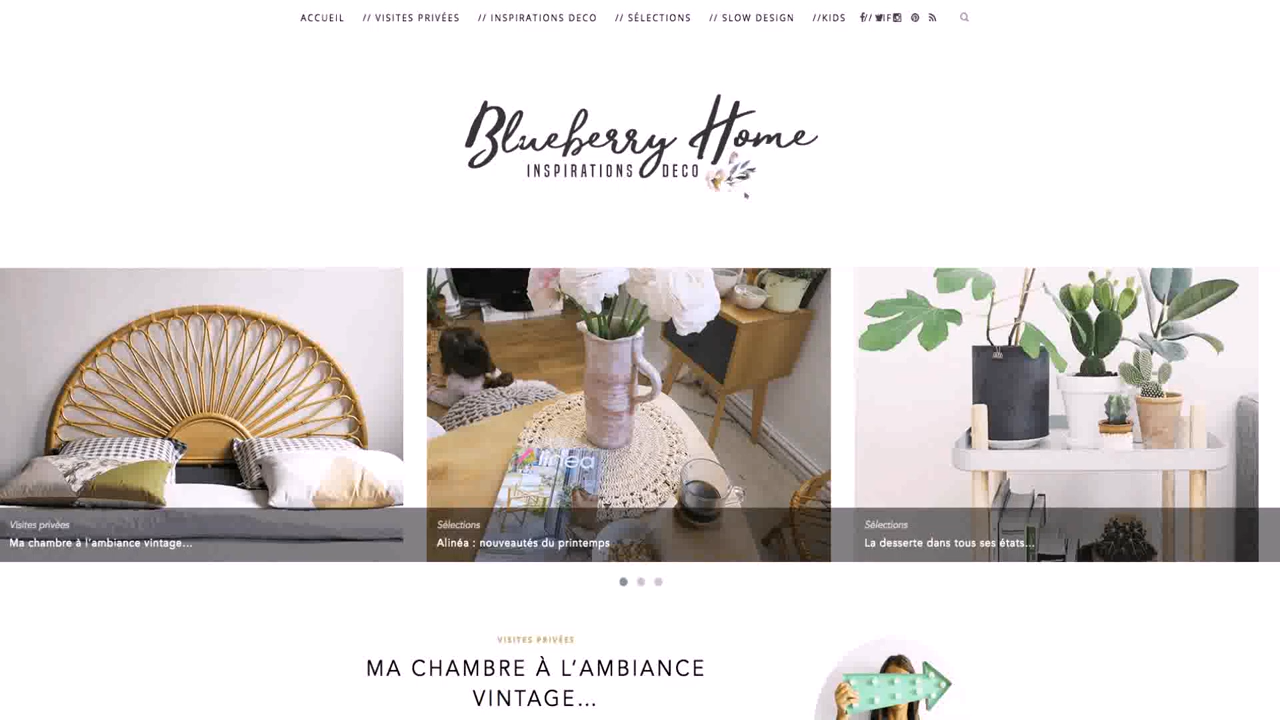 ACCUEIL // VISITES PRIVÉES // INSPIRATIONS DECO // SÉLECTIONS // SLOW DESIGN //KIDS //
Blueberry Home
INSPIRATIONS DECO
alinéa
Visites privées
Ma chambre à l'ambiance vintage...
Sélections
Alinéa : nouveautés du printemps
Sélections
La desserte dans tous ses états...
VISITES PRIVÉES
MA CHAMBRE À L'AMBIANCE
VINTAGE...